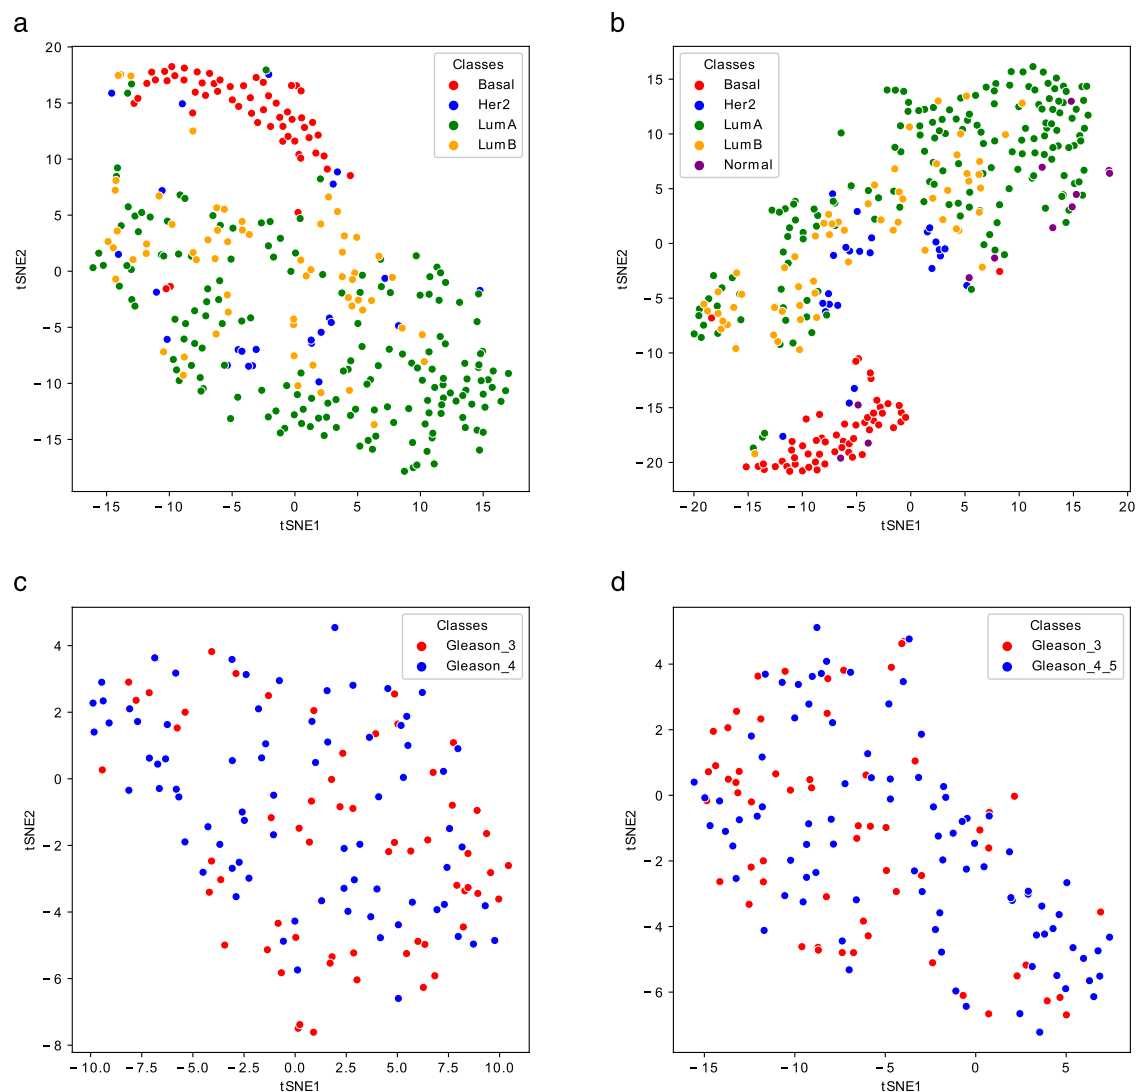 a
b
20
15
10
5
0
−5
−10
−15
−15
−10
−5
0
5
10
15
tSNE1
tSNE2
Classes
Basal
Her2
LumA
LumB
15
10
5
0
−5
−10
−15
−20
−20
−15
−10
−5
0
5
10
15
20
tSNE1
tSNE2
Classes
Basal
Her2
LumA
LumB
Normal
c
d
4
2
0
−2
−4
−6
−8
−10.0
−7.5
−5.0
−2.5
0.0
2.5
5.0
7.5
10.0
tSNE1
tSNE2
Classes
Gleason_3
Gleason_4
4
2
0
−2
−4
−6
−15
−10
−5
0
5
tSNE1
tSNE2
Classes
Gleason_3
Gleason_4_5